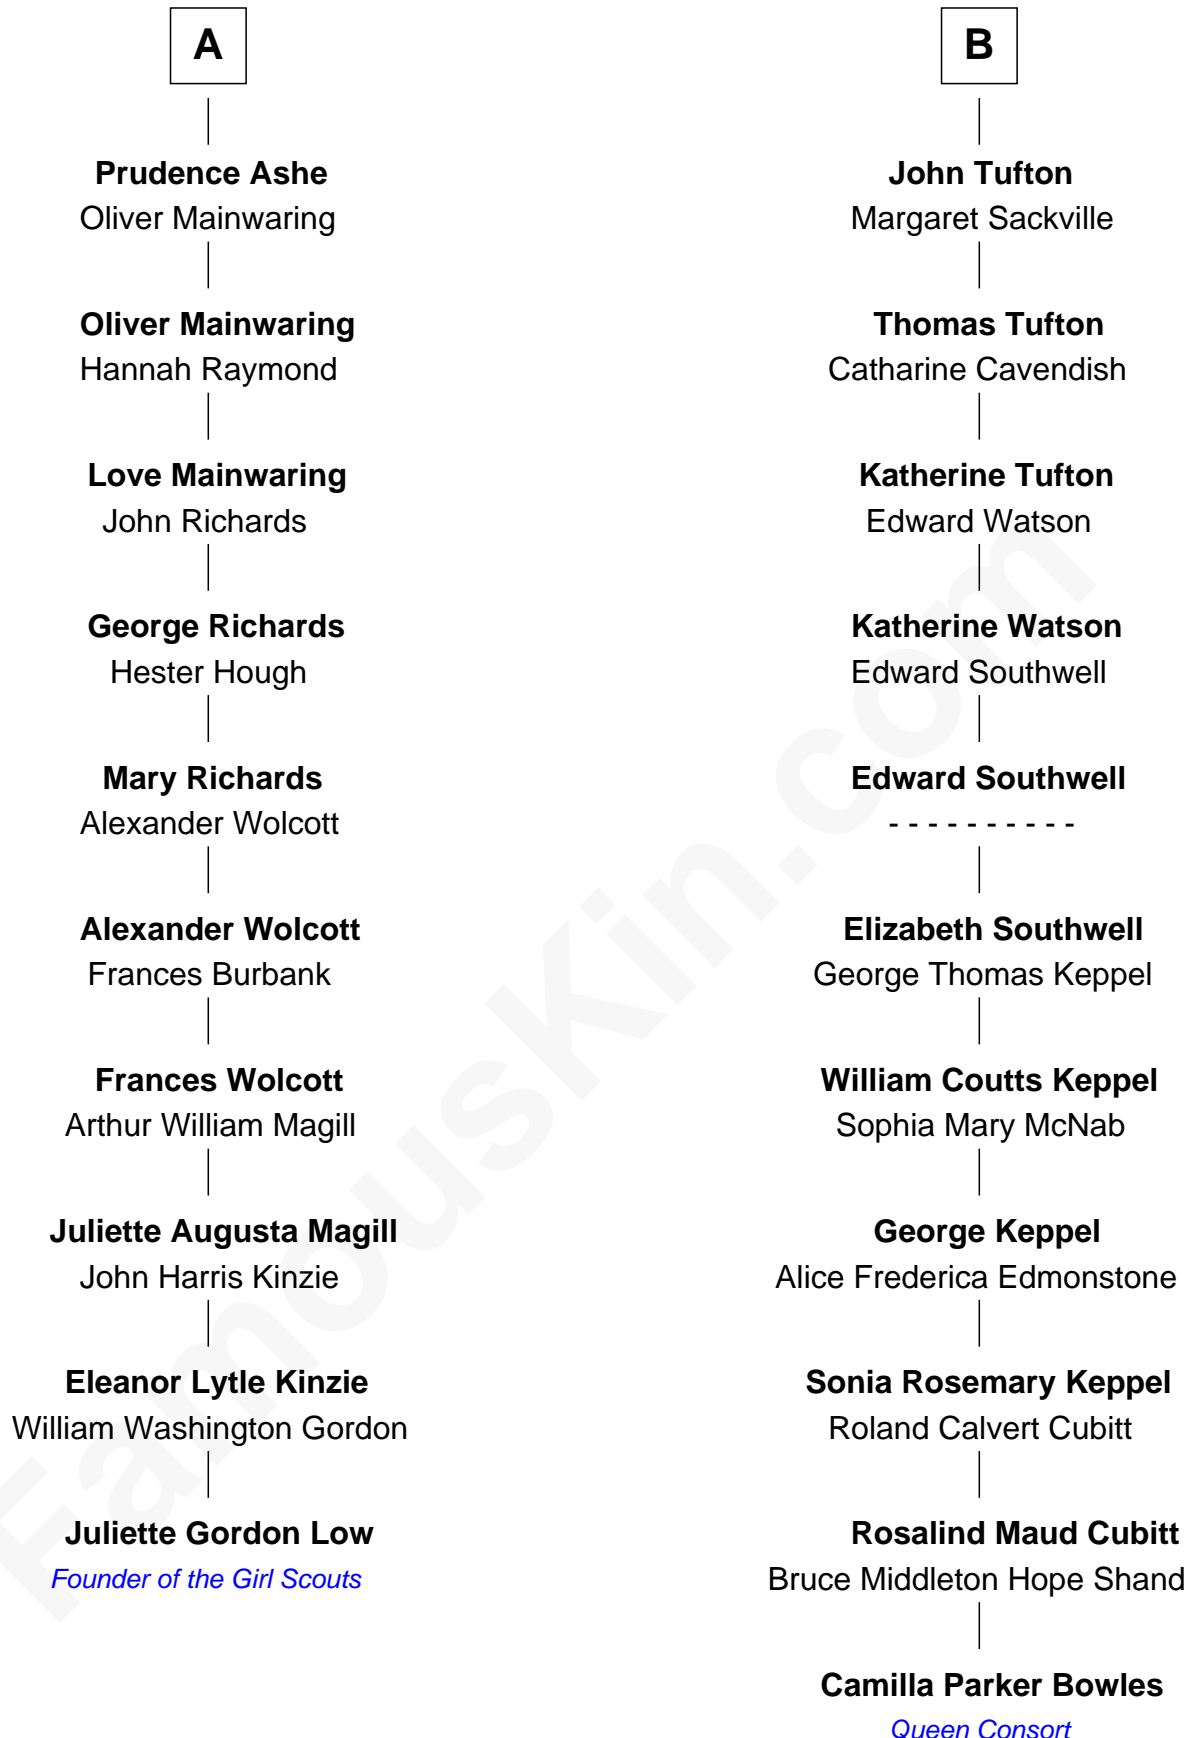 A
Prudence Ashe
Oliver Mainwaring
Oliver Mainwaring
Hannah Raymond
Love Mainwaring
John Richards
George Richards
Hester Hough
Mary Richards
Alexander Wolcott
Alexander Wolcott
Frances Burbank
Frances Wolcott
Arthur William Magill
Juliette Augusta Magill
John Harris Kinzie
Eleanor Lytle Kinzie
William Washington Gordon
Juliette Gordon Low
Founder of the Girl Scouts
B
John Tufton
Margaret Sackville
Thomas Tufton
Catharine Cavendish
Katherine Tufton
Edward Watson
Katherine Watson
Edward Southwell
Edward Southwell
- - - - - - - - - -
Elizabeth Southwell
George Thomas Keppel
William Coutts Keppel
Sophia Mary McNab
George Keppel
Alice Frederica Edmonstone
Sonia Rosemary Keppel
Roland Calvert Cubitt
Rosalind Maud Cubitt
Bruce Middleton Hope Shand
Camilla Parker Bowles
Queen Consort
FamousKin.com